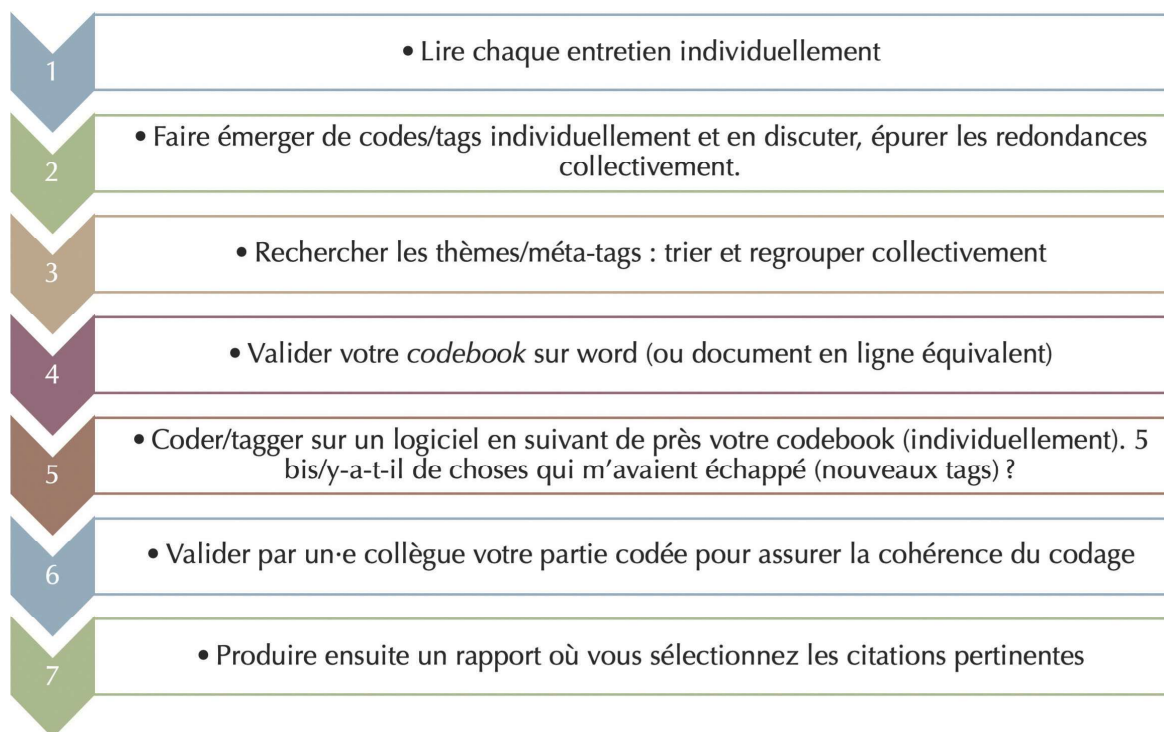 1
• Lire chaque entretien individuellement
2
• Faire émerger de codes/tags individuellement et en discuter, épurer les redondances
collectivement.
3
• Rechercher les thèmes/méta-tags : trier et regrouper collectivement
4
• Valider votre codebook sur word (ou document en ligne équivalent)
5
• Coder/tagger sur un logiciel en suivant de près votre codebook (individuellement). 5
bis/y-a-t-il de choses qui m’avaient échappé (nouveaux tags) ?
6
• Valider par un·e collègue votre partie codée pour assurer la cohérence du codage
7
• Produire ensuite un rapport où vous sélectionnez les citations pertinentes